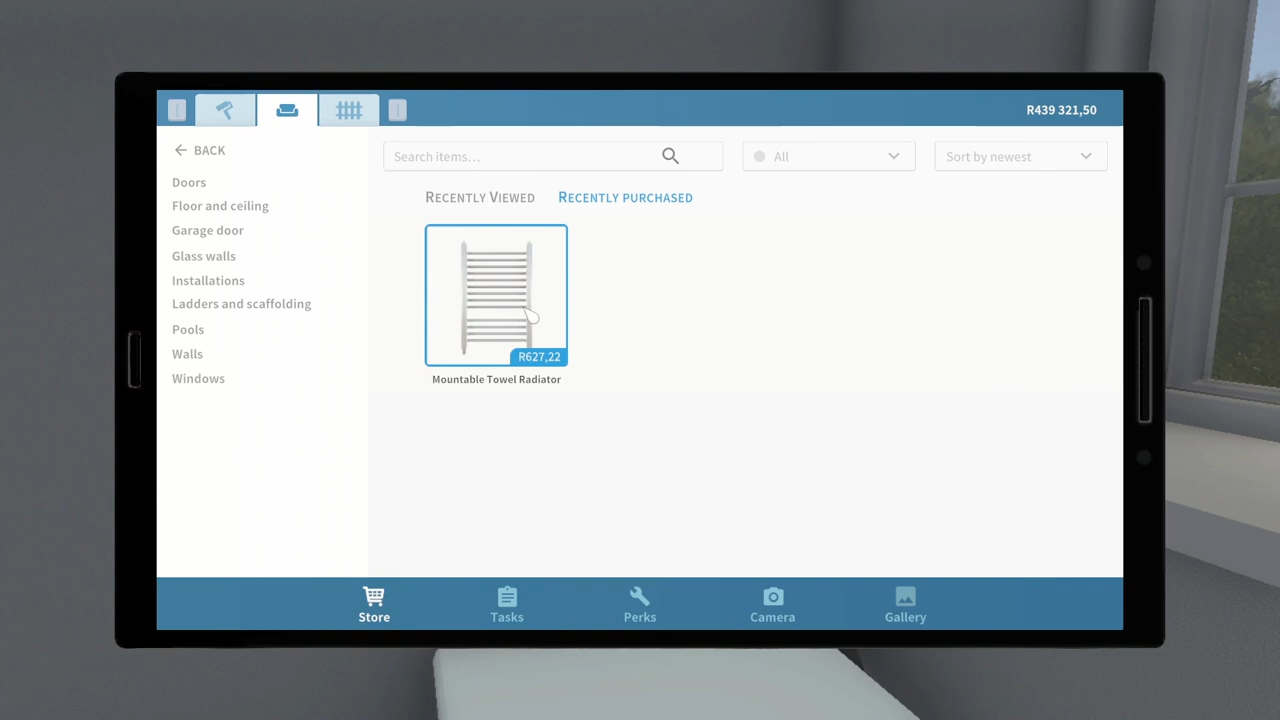 R439 321,50
BACK
Search items...
All
Sort by newest
Doors
Floor and ceiling
Garage door
Glass walls
Installations
Ladders and scaffolding
Pools
Walls
Windows
RECENTLY VIEWED
RECENTLY PURCHASED
R627,22
Mountable Towel Radiator
Store
Tasks
Perks
Camera
Gallery